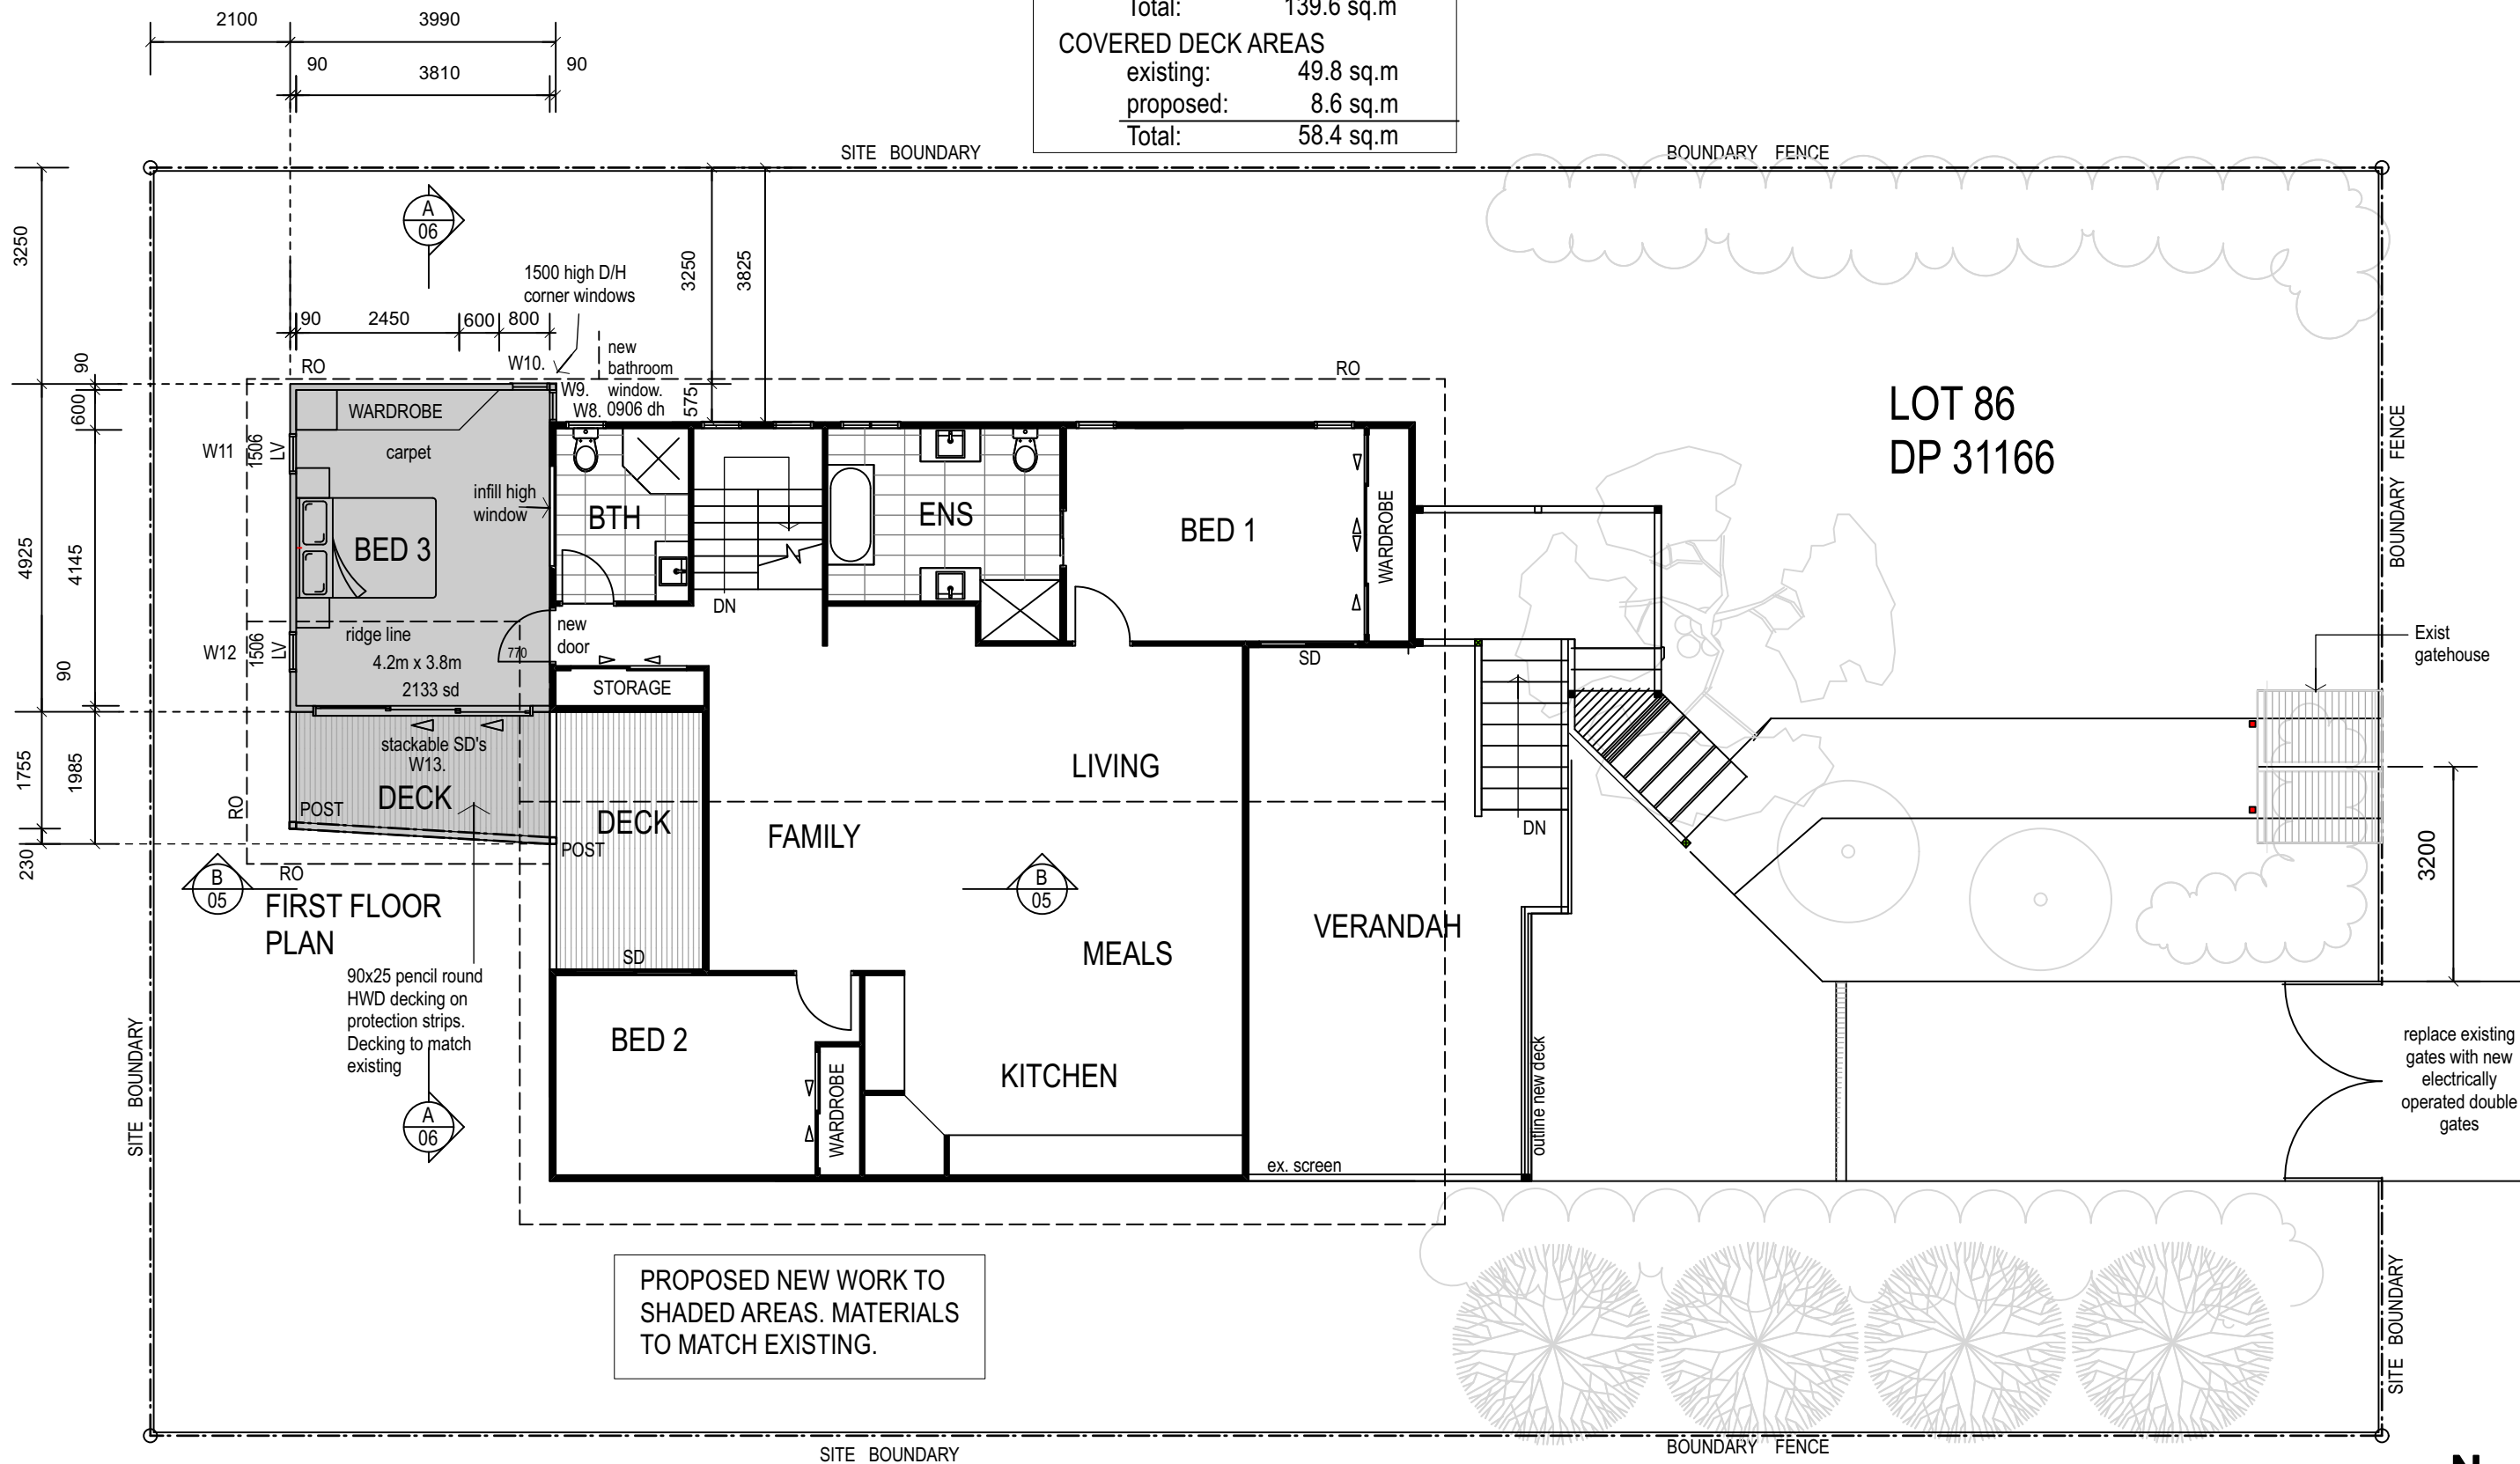 Total: 139.6 sq.m
COVERED DECK AREAS
existing: 49.8 sq.m
proposed: 8.6 sq.m
Total: 58.4 sq.m
2100
3990
90
3810
90
SITE BOUNDARY
BOUNDARY FENCE
A
06
3250
3250
3825
1500 high D/H
corner windows
90
2450
600
800
RO
W10.
new
bathroom
window.
0906 dh
W9.
W8.
575
RO
90
600
4925
4145
90
1755
1985
230
WARDROBE
carpet
W11
1506
LV
infill high
window
BED 3
BTH
DN
ENS
BED 1
WARDROBE
LOT 86
DP 31166
BOUNDARY FENCE
ridge line
new
door
770
W12
1506
LV
4.2m x 3.8m
2133 sd
STORAGE
SD
Exist
gatehouse
stackable SD's
W13.
DECK
POST
RO
DECK
POST
LIVING
FAMILY
DN
3200
B
05
RO
B
05
FIRST FLOOR
PLAN
VERANDAH
MEALS
SD
90x25 pencil round
HWD decking on
protection strips.
Decking to match
existing
BED 2
KITCHEN
WARDROBE
outline new deck
replace existing
gates with new
electrically
operated double
gates
A
06
SITE BOUNDARY
ex. screen
PROPOSED NEW WORK TO
SHADED AREAS. MATERIALS
TO MATCH EXISTING.
SITE BOUNDARY
SITE BOUNDARY
BOUNDARY FENCE
N